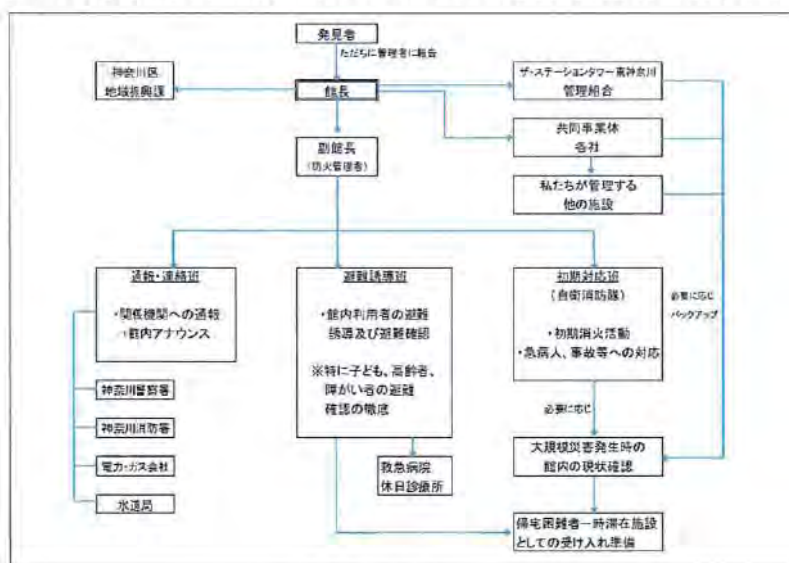 発見者
ただちに管理者に報告
神奈川区
地域振興課
館長
ザ・ステーションタワー東神奈川
管理組合
副館長
(防火管理者)
共同事業体
各社
私たちが管理する
他の施設
通報・連絡班
・関係機関への通報
・館内アナウンス
避難誘導班
・館内利用者の避難
誘導及び避難確認
※特に子ども、高齢者、
障がい者の避難
確認の徹底
初期対応班
(自衛消防隊)
・初期消火活動
・急病人、事故等への対応
必要に応じ
バックアップ
神奈川警察署
神奈川消防署
電力・ガス会社
水道局
救急病院
休日診療所
必要に応じ
大規模災害発生時の
館内の現状確認
帰宅困難者一時滞在施設
としての受け入れ準備